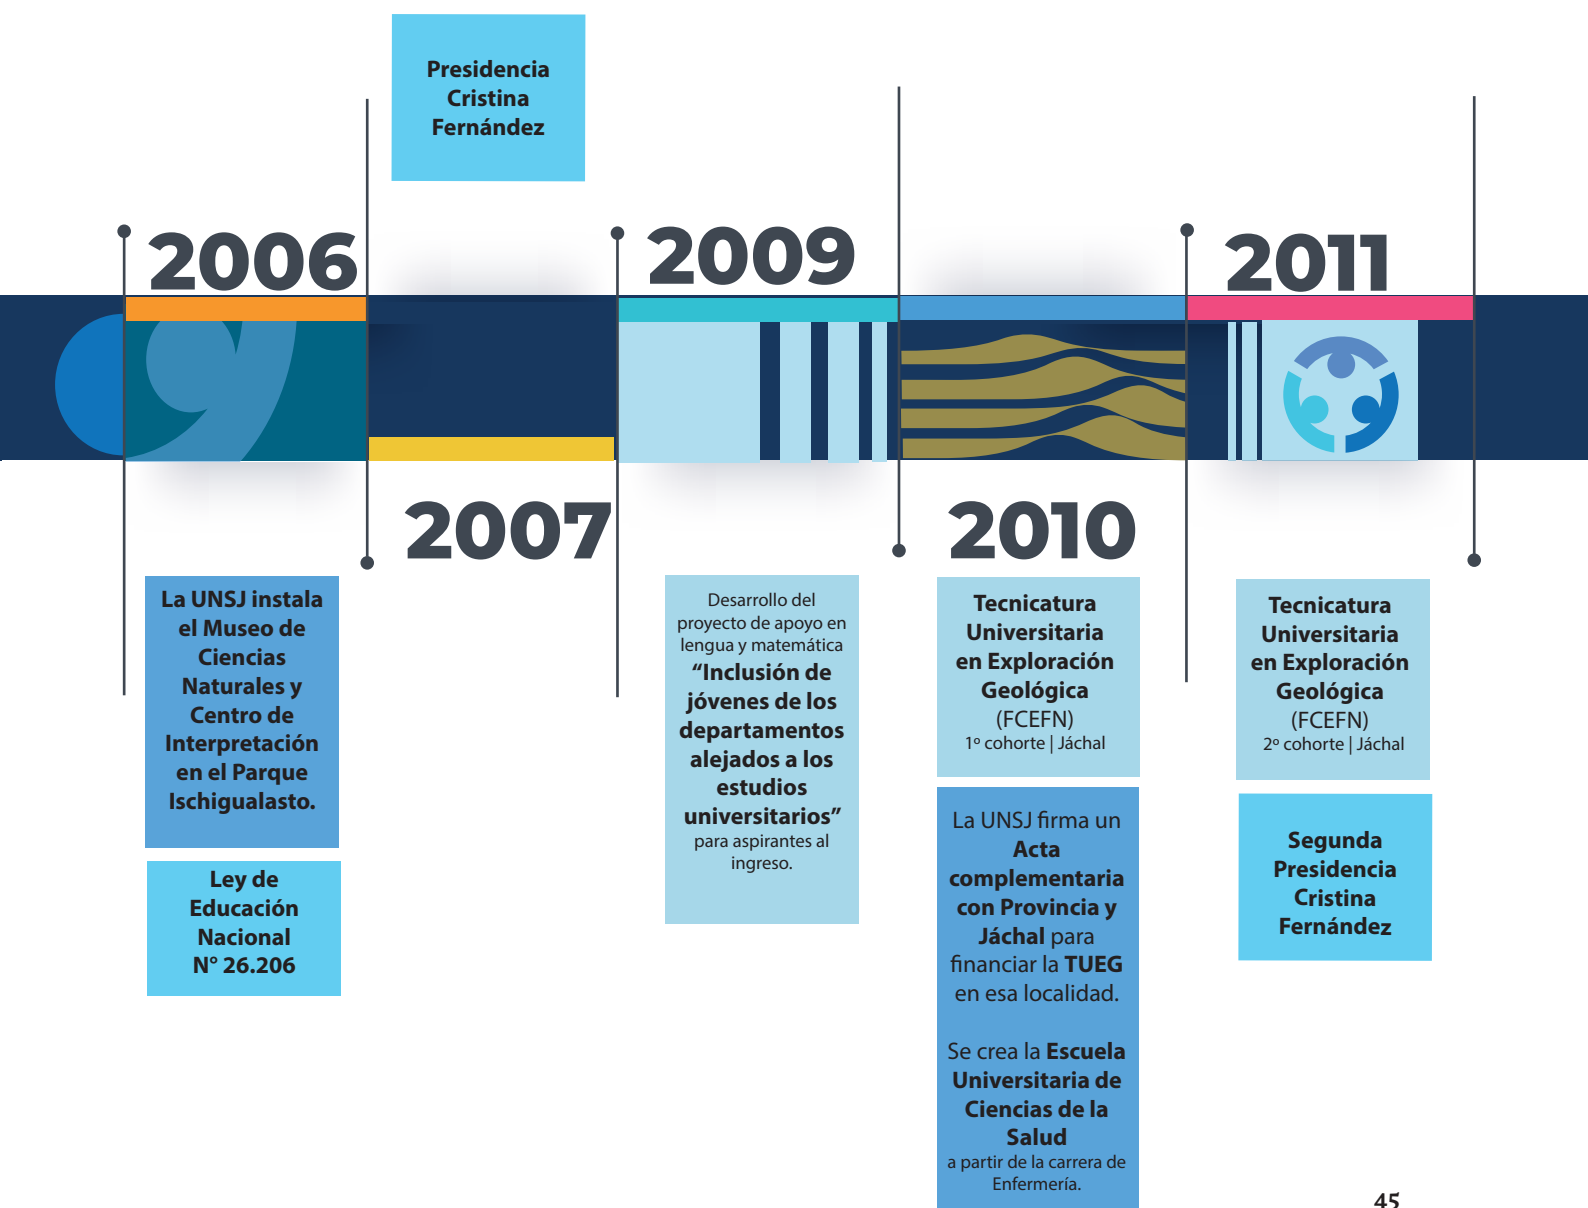 Presidencia
Cristina
Fernández
2006
2009
2011
2007
2010
La UNSJ instala
el Museo de
Ciencias
Naturales y
Centro de
Interpretación
en el Parque
Ischigualasto.
Ley de
Educación
Nacional
N° 26.206
Desarrollo del
proyecto de apoyo en
lengua y matemática
“Inclusión de
jóvenes de los
departamentos
alejados a los
estudios
universitarios”
para aspirantes al
ingreso.
Tecnicatura
Universitaria
en Exploración
Geológica
(FCEFN)
1º cohorte | Jáchal
La UNSJ firma un
Acta
complementaria
con Provincia y
Jáchal para
financiar la TUEG
en esa localidad.
Se crea la Escuela
Universitaria de
Ciencias de la
Salud
a partir de la carrera de
Enfermería.
Tecnicatura
Universitaria
en Exploración
Geológica
(FCEFN)
2º cohorte | Jáchal
Segunda
Presidencia
Cristina
Fernández
45